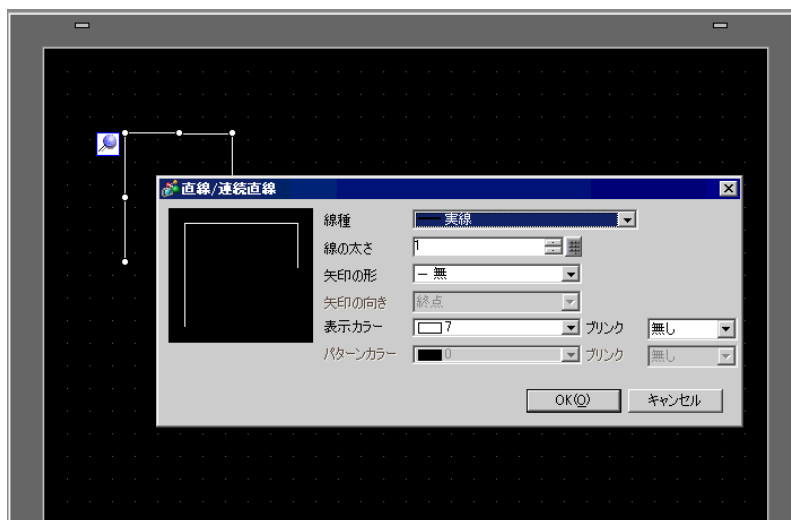 直線/連続直線
線種 実線
線の太さ 1
矢印の形 無
矢印の向き 終点
表示カラー 7 ブリンク 無し
パターンカラー 0 ブリンク 無し
OK(O) キャンセル